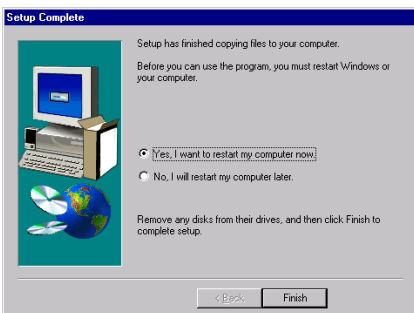 Setup Complete
Setup has finished copying files to your computer.
Before you can use the program, you must restart Windows or
your computer.
Yes, I want to restart my computer now.
No, I will restart my computer later.
Remove any disks from their drives, and then click Finish to
complete setup.
< Back
Finish